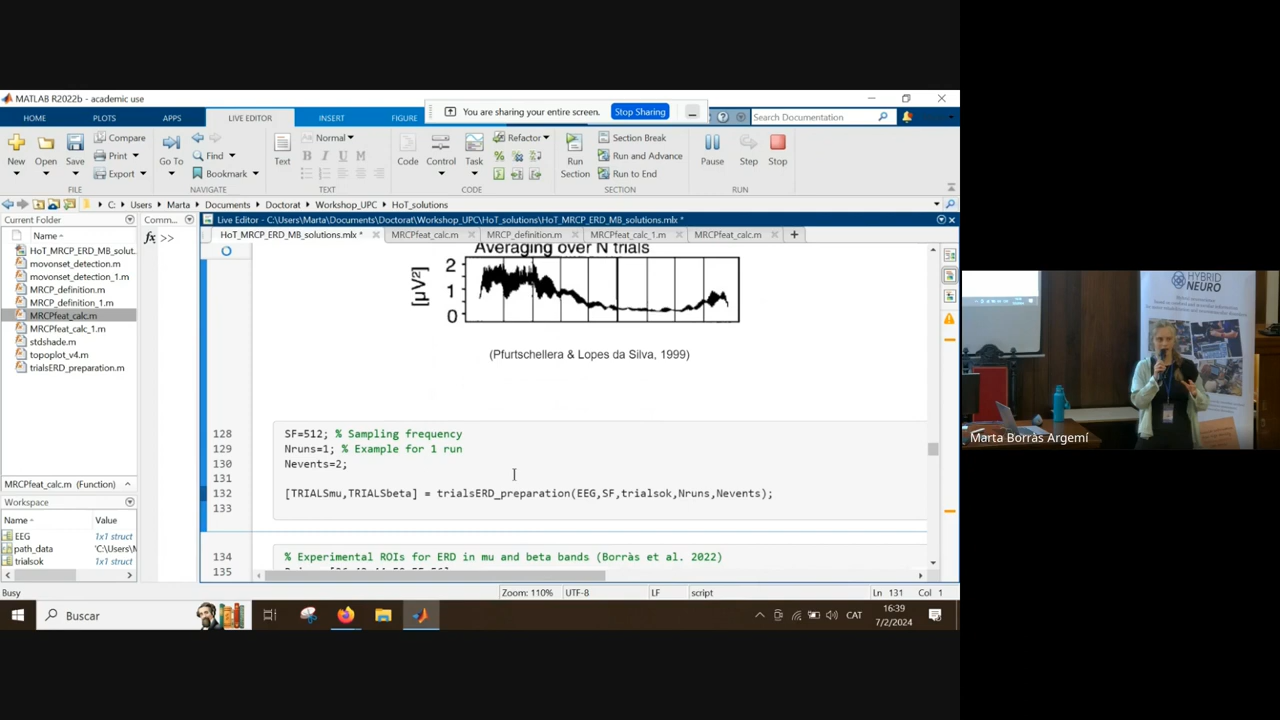 MATLAB R2022b - academic use
You are sharing your entire screen. Stop Sharing
HOME PLOTS APPS LIVE EDITOR INSERT FIGURE
Search Documentation
New Open Save Compare Print Export
Go To Find Bookmark
Text Normal B I U M
Code Control Task Refactor
Run Section Section Break Run and Advance Run to End
Pause Step Stop
FILE NAVIGATE TEXT CODE SECTION RUN
C: Users Marta Documents Doctorat Workshop_UPC HoT_solutions
Current Folder
Comm...
Live Editor - C:\Users\Marta\Documents\Doctorat\Workshop_UPC\HoT_solutions\HoT_MRCP_ERD_MB_solutions.mlx *
Name
HoT_MRCP_ERD_MB_solut...
movonset_detection.m
movonset_detection_1.m
MRCP_definition.m
MRCP_definition_1.m
MRCPfeat_calc.m
MRCPfeat_calc_1.m
stdshade.m
topoplot_v4.m
trialsERD_preparation.m
fx >>
HoT_MRCP_ERD_MB_solutions.mlx * MRCPfeat_calc.m MRCP_definition.m MRCPfeat_calc_1.m MRCPfeat_calc.m
Averaging over N trials
[µV²]
2
1
0
(Pfurtschellera & Lopes da Silva, 1999)
128 SF=512; % Sampling frequency
129 Nruns=1; % Example for 1 run
130 Nevents=2;
131
132 [TRIALSmu,TRIALSbeta] = trialsERD_preparation(EEG,SF,trialsok,Nruns,Nevents);
133
134 % Experimental ROIs for ERD in mu and beta bands (Borràs et al. 2022)
135
MRCPfeat_calc.m (Function)
Workspace
Name Value
EEG 1x1 struct
path_data 'C:\Users\M
trialsok 1x1 struct
Busy
Zoom: 110% UTF-8 LF script Ln 131 Col 1
Buscar
CAT
16:39
7/2/2024
HYBRID
NEURO
Marta Borràs Argemí